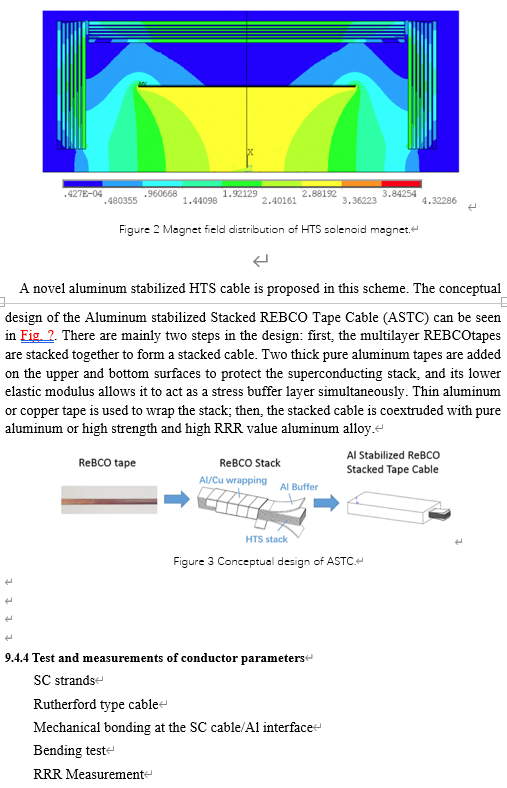 X
.427E-04
.480355
.960668
1.44098
1.92129
2.40161
2.88192
3.36223
3.84254
4.32286
Figure 2 Magnet field distribution of HTS solenoid magnet.
A novel aluminum stabilized HTS cable is proposed in this scheme. The conceptual
design of the Aluminum stabilized Stacked REBCO Tape Cable (ASTC) can be seen
in Fig. ?. There are mainly two steps in the design: first, the multilayer REBCOtapes
are stacked together to form a stacked cable. Two thick pure aluminum tapes are added
on the upper and bottom surfaces to protect the superconducting stack, and its lower
elastic modulus allows it to act as a stress buffer layer simultaneously. Thin aluminum
or copper tape is used to wrap the stack; then, the stacked cable is coextruded with pure
aluminum or high strength and high RRR value aluminum alloy.
ReBCO tape
ReBCO Stack
Al/Cu wrapping
Al Buffer
HTS stack
Al Stabilized ReBCO
Stacked Tape Cable
Figure 3 Conceptual design of ASTC.
9.4.4 Test and measurements of conductor parameters
SC strands
Rutherford type cable
Mechanical bonding at the SC cable/Al interface
Bending test
RRR Measurement